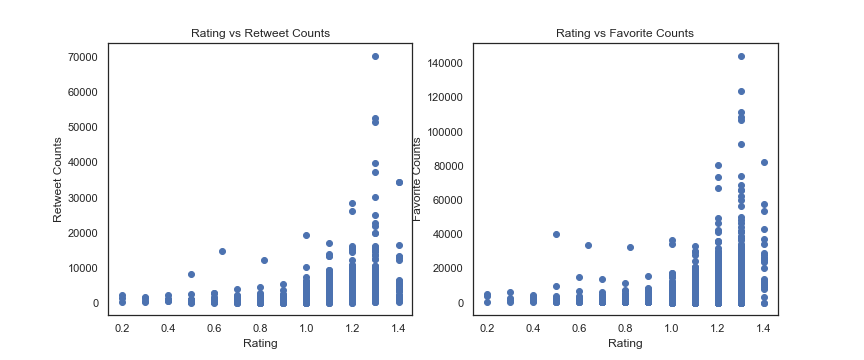 Rating vs Retweet Counts
Retweet Counts
70000
60000
50000
40000
30000
20000
10000
0
0.2 0.4 0.6 0.8 1.0 1.2 1.4
Rating
Rating vs Favorite Counts
Favorite Counts
140000
120000
100000
80000
60000
40000
20000
0
0.2 0.4 0.6 0.8 1.0 1.2 1.4
Rating